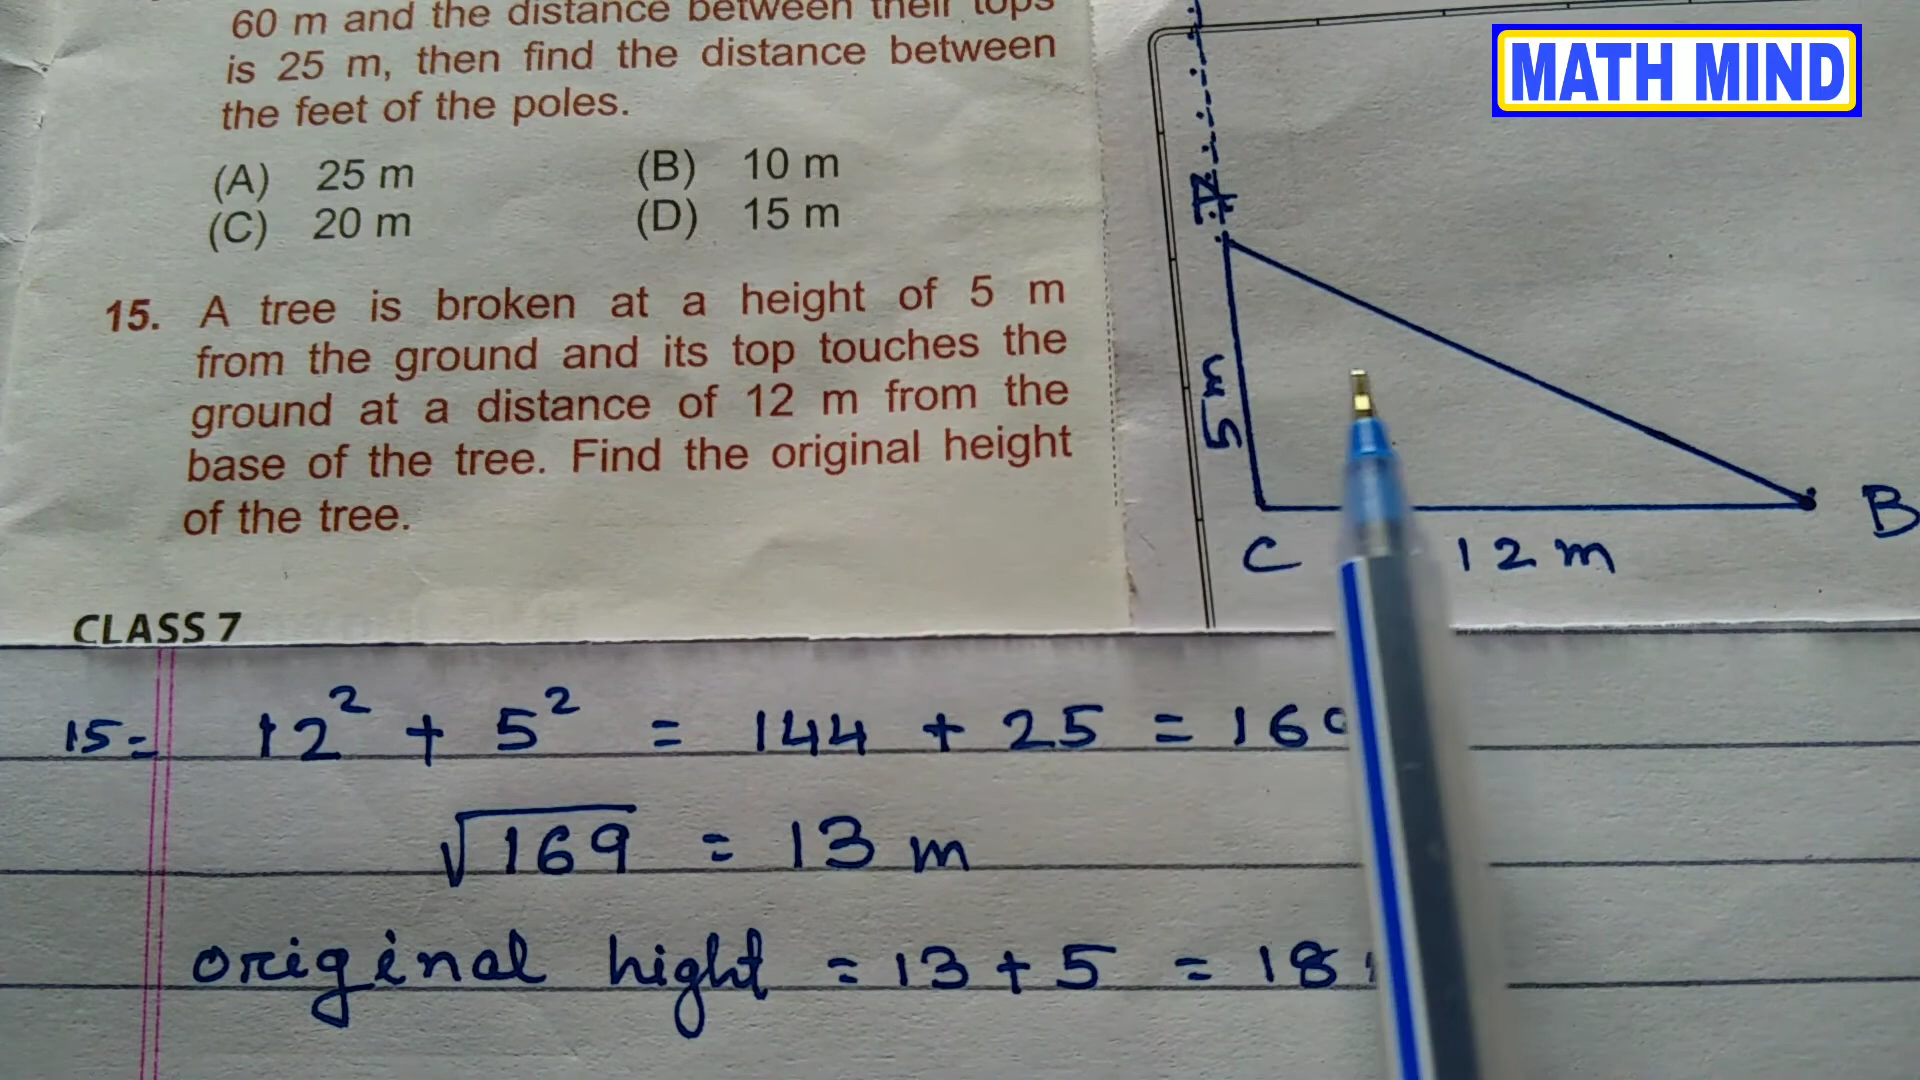 60 m and the distance between their tops
is 25 m, then find the distance between
the feet of the poles.
(A) 25 m (B) 10 m
(C) 20 m (D) 15 m
15. A tree is broken at a height of 5 m
from the ground and its top touches the
ground at a distance of 12 m from the
base of the tree. Find the original height
of the tree.
CLASS 7
MATH MIND
5 m
C 12 m B
15= 12² + 5² = 144 + 25 = 169
√169 = 13 m
original hight = 13 + 5 = 18